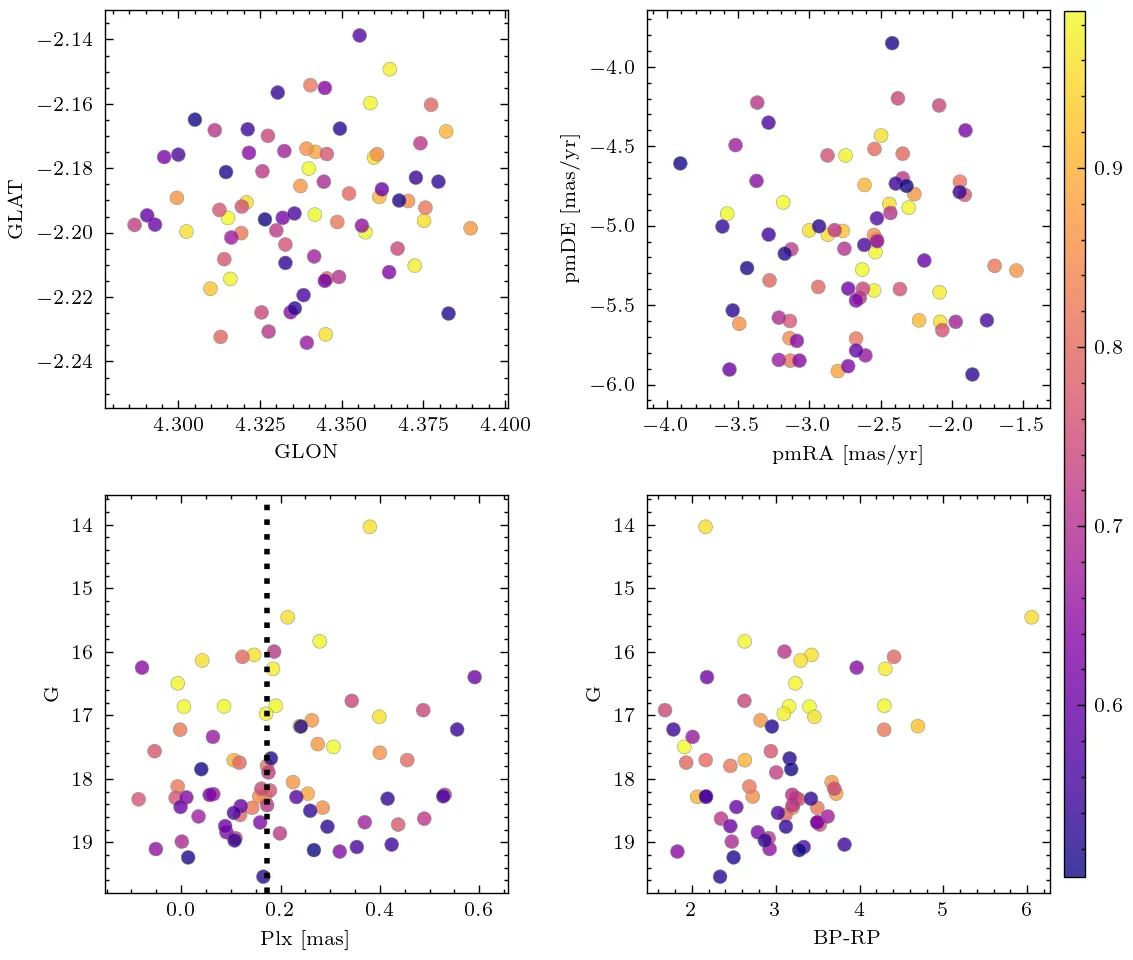 −2.14
−2.16
−2.18
−2.20
−2.22
−2.24
GLAT
4.300 4.325 4.350 4.375 4.400
GLON
−4.0
−4.5
−5.0
−5.5
−6.0
pmDE [mas/yr]
−4.0 −3.5 −3.0 −2.5 −2.0 −1.5
pmRA [mas/yr]
0.9
0.8
0.7
0.6
14
15
16
17
18
19
G
0.0 0.2 0.4 0.6
Plx [mas]
14
15
16
17
18
19
G
2 3 4 5 6
BP-RP